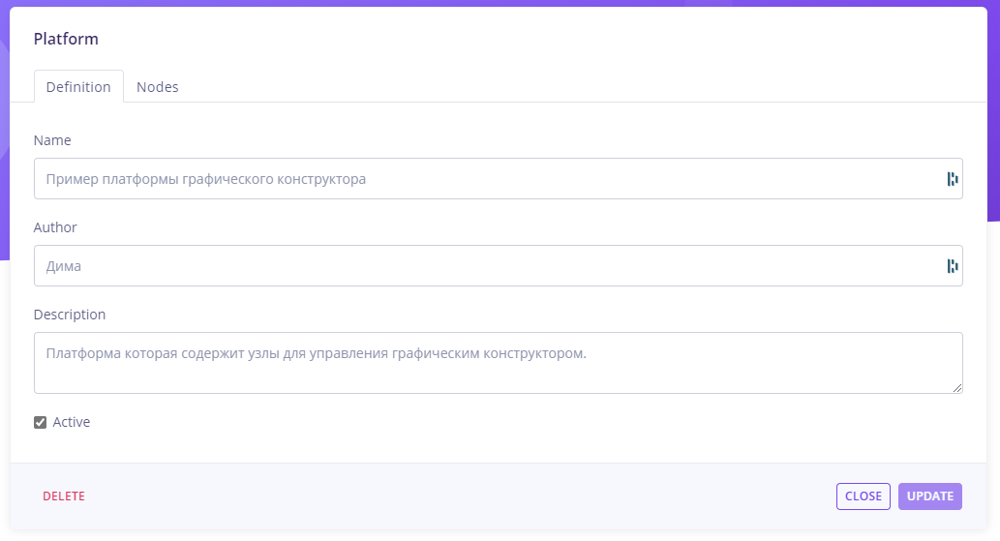 Platform
Definition
Nodes
Name
Пример платформы графического конструктора
Author
Дима
Description
Платформа которая содержит узлы для управления графическим конструктором.
Active
DELETE
CLOSE
UPDATE